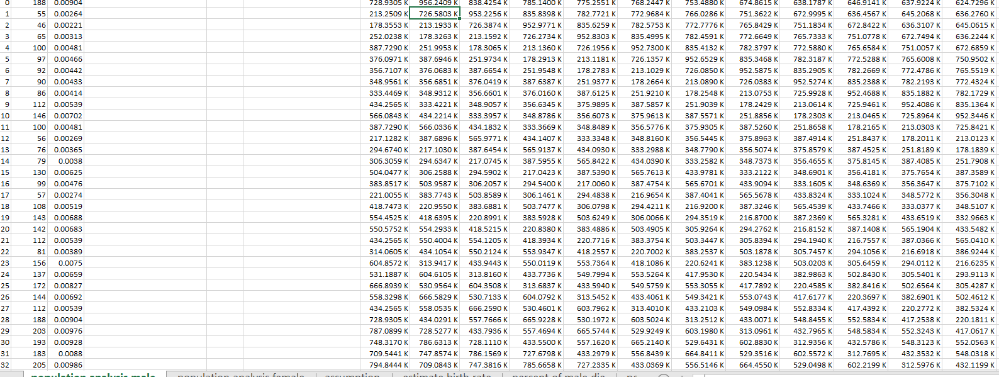 0 188 0.00904 728.9305 K 956.2409 K 838.4254 K 785.1400 K 775.2551 K 768.2447 K 753.4880 K 674.8615 K 638.1787 K 646.9141 K 637.9224 K 624.7296 K
1 55 0.00264 213.2509 K 726.5803 K 953.2256 K 835.8398 K 782.7721 K 772.9684 K 766.0286 K 751.3622 K 672.9995 K 636.4567 K 645.2068 K 636.2760 K
2 46 0.00221 178.3553 K 213.1933 K 726.3874 K 952.9771 K 835.6259 K 782.5753 K 772.7776 K 765.8429 K 751.1834 K 672.8422 K 636.3107 K 645.0615 K
3 65 0.00313 252.0238 K 178.3263 K 213.1592 K 726.2734 K 952.8303 K 835.4995 K 782.4591 K 772.6649 K 765.7333 K 751.0778 K 672.7494 K 636.2244 K
4 100 0.00481 387.7290 K 251.9953 K 178.3065 K 213.1360 K 726.1956 K 952.7300 K 835.4132 K 782.3797 K 772.5880 K 765.6584 K 751.0057 K 672.6859 K
5 97 0.00466 376.0971 K 387.6946 K 251.9734 K 178.2913 K 213.1181 K 726.1357 K 952.6529 K 835.3468 K 782.3187 K 772.5288 K 765.6008 K 750.9502 K
6 92 0.00442 356.7107 K 376.0683 K 387.6654 K 251.9548 K 178.2783 K 213.1029 K 726.0850 K 952.5875 K 835.2905 K 782.2669 K 772.4786 K 765.5519 K
7 90 0.00433 348.9561 K 356.6851 K 376.0419 K 387.6387 K 251.9377 K 178.2664 K 213.0890 K 726.0383 K 952.5274 K 835.2388 K 782.2193 K 772.4324 K
8 86 0.00414 333.4469 K 348.9312 K 356.6601 K 376.0160 K 387.6125 K 251.9210 K 178.2548 K 213.0753 K 725.9928 K 952.4688 K 835.1882 K 782.1729 K
9 112 0.00539 434.2565 K 333.4221 K 348.9057 K 356.6345 K 375.9895 K 387.5857 K 251.9039 K 178.2429 K 213.0614 K 725.9461 K 952.4086 K 835.1364 K
10 146 0.00702 566.0843 K 434.2214 K 333.3957 K 348.8786 K 356.6073 K 375.9613 K 387.5571 K 251.8856 K 178.2303 K 213.0465 K 725.8964 K 952.3446 K
11 100 0.00481 387.7290 K 566.0336 K 434.1832 K 333.3669 K 348.8489 K 356.5776 K 375.9305 K 387.5260 K 251.8658 K 178.2165 K 213.0303 K 725.8421 K
12 56 0.00269 217.1282 K 387.6896 K 565.9771 K 434.1407 K 333.3348 K 348.8160 K 356.5445 K 375.8963 K 387.4914 K 251.8437 K 178.2011 K 213.0123 K
13 76 0.00365 294.6740 K 217.1030 K 387.6454 K 565.9137 K 434.0930 K 333.2988 K 348.7790 K 356.5074 K 375.8579 K 387.4525 K 251.8189 K 178.1839 K
14 79 0.0038 306.3059 K 294.6347 K 217.0745 K 387.5955 K 565.8422 K 434.0390 K 333.2582 K 348.7373 K 356.4655 K 375.8145 K 387.4085 K 251.7908 K
15 130 0.00625 504.0477 K 306.2588 K 294.5902 K 217.0423 K 387.5390 K 565.7613 K 433.9781 K 333.2122 K 348.6901 K 356.4181 K 375.7654 K 387.3589 K
16 99 0.00476 383.8517 K 503.9587 K 306.2057 K 294.5400 K 217.0060 K 387.4754 K 565.6701 K 433.9094 K 333.1605 K 348.6369 K 356.3647 K 375.7102 K
17 57 0.00274 221.0055 K 383.7743 K 503.8589 K 306.1461 K 294.4838 K 216.9654 K 387.4041 K 565.5678 K 433.8324 K 333.1024 K 348.5772 K 356.3048 K
18 108 0.00519 418.7473 K 220.9550 K 383.6881 K 503.7477 K 306.0798 K 294.4211 K 216.9200 K 387.3246 K 565.4539 K 433.7466 K 333.0377 K 348.5107 K
19 143 0.00688 554.4525 K 418.6395 K 220.8991 K 383.5928 K 503.6249 K 306.0066 K 294.3519 K 216.8700 K 387.2369 K 565.3281 K 433.6519 K 332.9663 K
20 142 0.00683 550.5752 K 554.2933 K 418.5215 K 220.8380 K 383.4886 K 503.4905 K 305.9264 K 294.2762 K 216.8152 K 387.1408 K 565.1904 K 433.5482 K
21 112 0.00539 434.2565 K 550.4004 K 554.1205 K 418.3934 K 220.7716 K 383.3754 K 503.3447 K 305.8394 K 294.1940 K 216.7557 K 387.0366 K 565.0410 K
22 81 0.00389 314.0605 K 434.1054 K 550.2124 K 553.9347 K 418.2557 K 220.7002 K 383.2537 K 503.1878 K 305.7457 K 294.1056 K 216.6918 K 386.9244 K
23 156 0.0075 604.8572 K 313.9417 K 433.9443 K 550.0119 K 553.7364 K 418.1086 K 220.6241 K 383.1238 K 503.0203 K 305.6459 K 294.0112 K 216.6235 K
24 137 0.00659 531.1887 K 604.6105 K 313.8160 K 433.7736 K 549.7994 K 553.5264 K 417.9530 K 220.5434 K 382.9863 K 502.8430 K 305.5401 K 293.9113 K
25 172 0.00827 666.8939 K 530.9564 K 604.3508 K 313.6837 K 433.5940 K 549.5759 K 553.3055 K 417.7892 K 220.4585 K 382.8416 K 502.6564 K 305.4287 K
26 144 0.00692 558.3298 K 666.5829 K 530.7133 K 604.0792 K 313.5452 K 433.4061 K 549.3421 K 553.0743 K 417.6177 K 220.3697 K 382.6901 K 502.4612 K
27 112 0.00539 434.2565 K 558.0535 K 666.2590 K 530.4601 K 603.7962 K 313.4010 K 433.2103 K 549.0984 K 552.8334 K 417.4392 K 220.2772 K 382.5324 K
28 188 0.00904 728.9305 K 434.0291 K 557.7666 K 665.9228 K 530.1972 K 603.5024 K 313.2512 K 433.0071 K 548.8455 K 552.5834 K 417.2538 K 220.1811 K
29 203 0.00976 787.0899 K 728.5277 K 433.7936 K 557.4694 K 665.5744 K 529.9249 K 603.1980 K 313.0961 K 432.7965 K 548.5834 K 552.3243 K 417.0617 K
30 193 0.00928 748.3170 K 786.6313 K 728.1110 K 433.5500 K 557.1620 K 665.2140 K 529.6431 K 602.8830 K 312.9356 K 432.5786 K 548.3123 K 552.0563 K
31 183 0.0088 709.5441 K 747.8574 K 786.1569 K 727.6798 K 433.2979 K 556.8439 K 664.8411 K 529.3516 K 602.5572 K 312.7695 K 432.3532 K 548.0318 K
32 205 0.00986 794.8444 K 709.0843 K 747.3816 K 785.6658 K 727.2335 K 433.0369 K 556.5146 K 664.4550 K 529.0498 K 602.2199 K 312.5976 K 432.1199 K
population analysis male population analysis female assumption estimate birth rate percent of male die